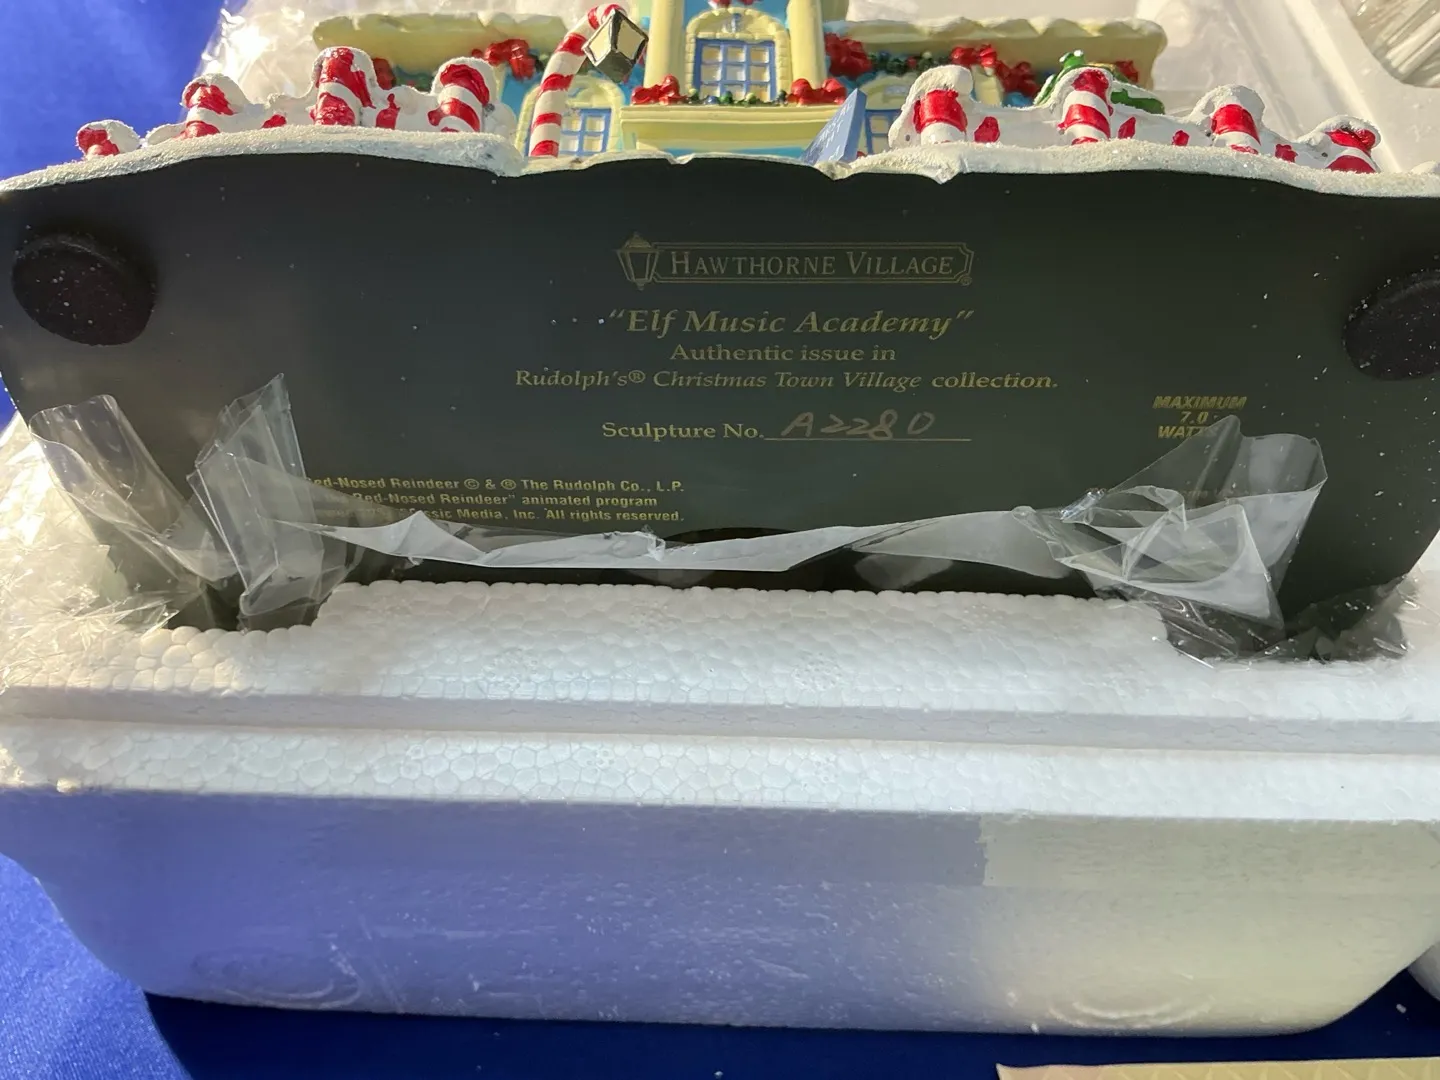 HAWTHORNE VILLAGE
"Elf Music Academy"
Authentic issue in
Rudolph's® Christmas Town Village collection.
Sculpture No. A2280
MAXIMUM
7.0
WATTS
Nosed Reindeer © & ® The Rudolph Co., L.P.
Red-Nosed Reindeer" animated program
Media, Inc. All rights reserved.